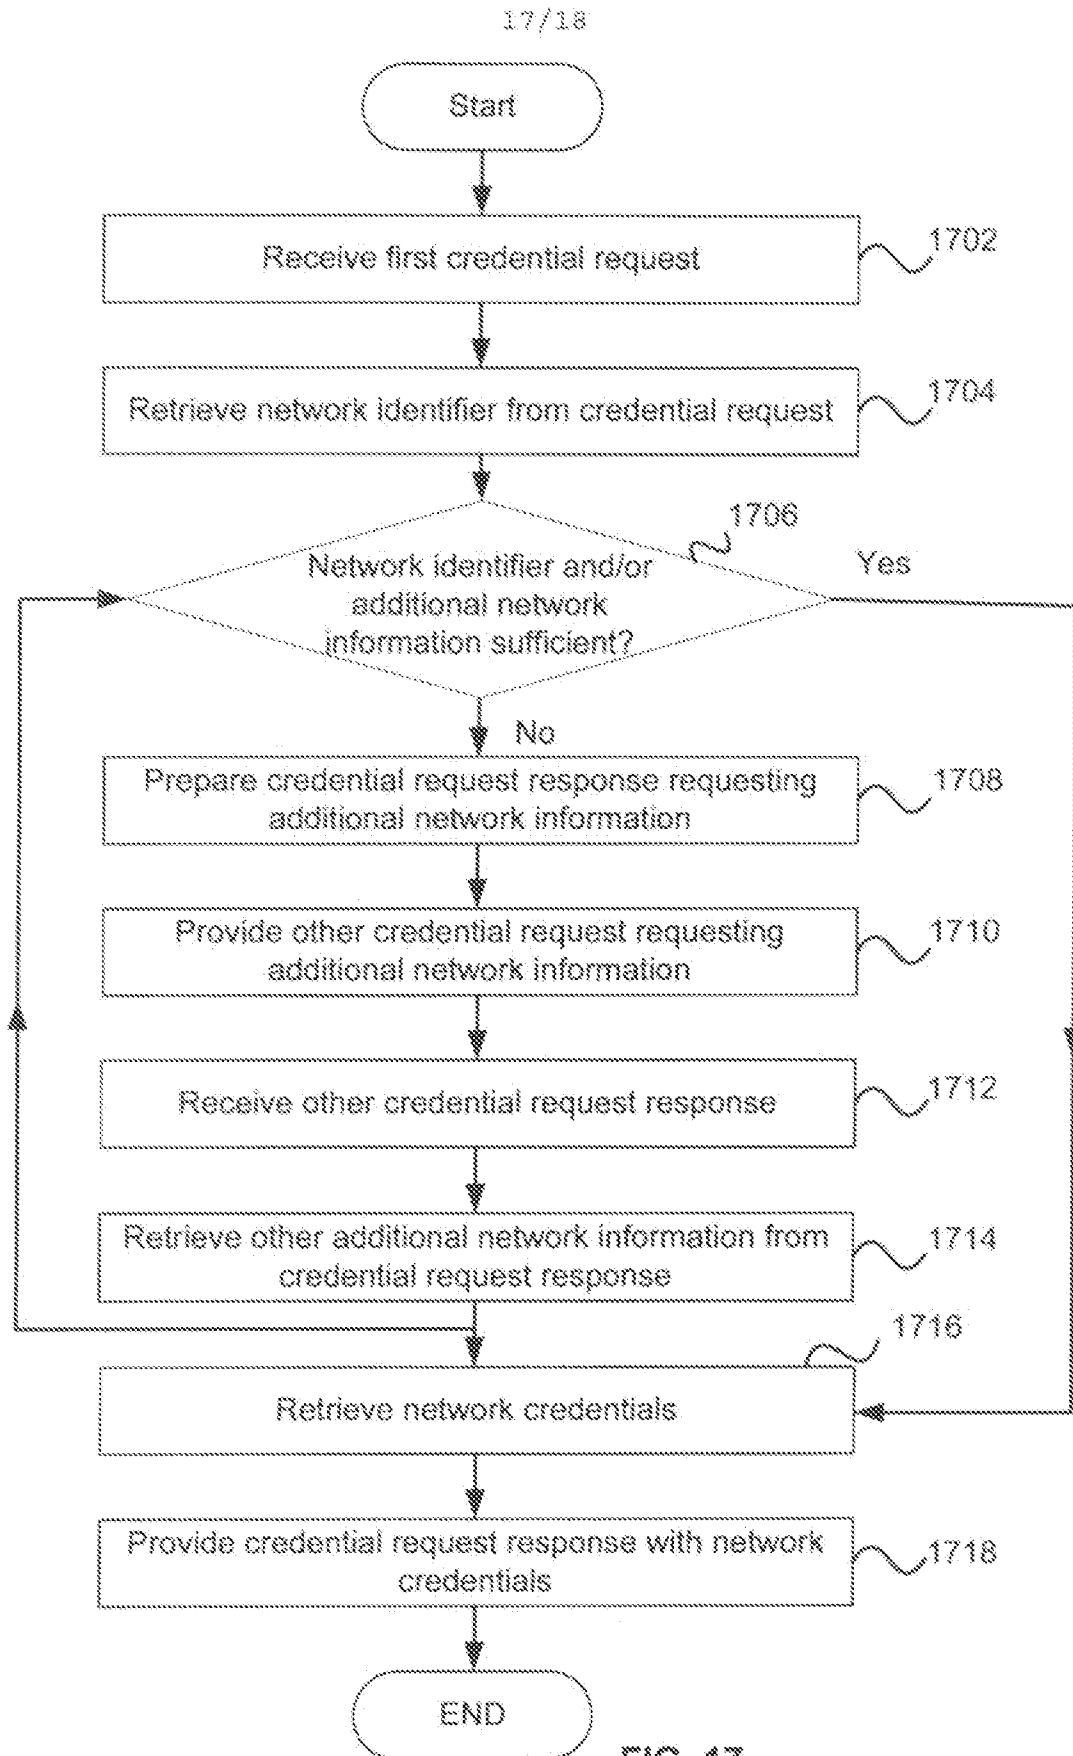 17/18
Start
Receive first credential request
1702
Retrieve network identifier from credential request
1704
1706
Network identifier and/or
additional network
information sufficient?
Yes
No
Prepare credential request response requesting
additional network information
1708
Provide other credential request requesting
additional network information
1710
Receive other credential request response
1712
Retrieve other additional network information from
credential request response
1714
1716
Retrieve network credentials
Provide credential request response with network
credentials
1718
END
FIG. 17